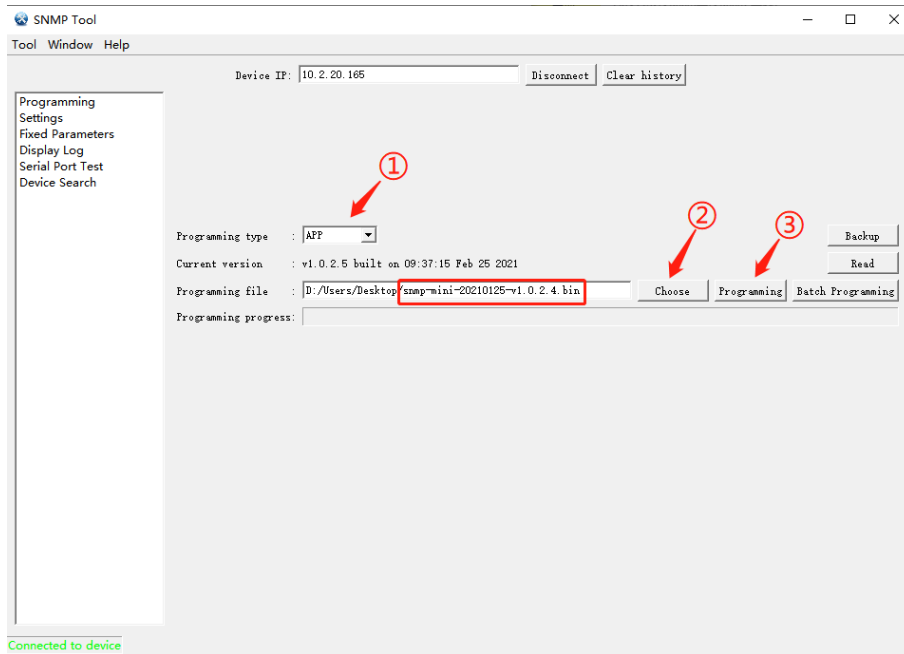 SNMP Tool
Tool Window Help
Device IP: 10.2.20.165 Disconnect Clear history
Programming
Settings
Fixed Parameters
Display Log
Serial Port Test
Device Search
①
②
③
Programming type : APP Backup
Current version : v1.0.2.5 built on 09:37:15 Feb 25 2021 Read
Programming file : D:/Users/Desktop/snmp-mini-20210125-v1.0.2.4.bin Choose Programming Batch Programming
Programming progress:
Connected to device